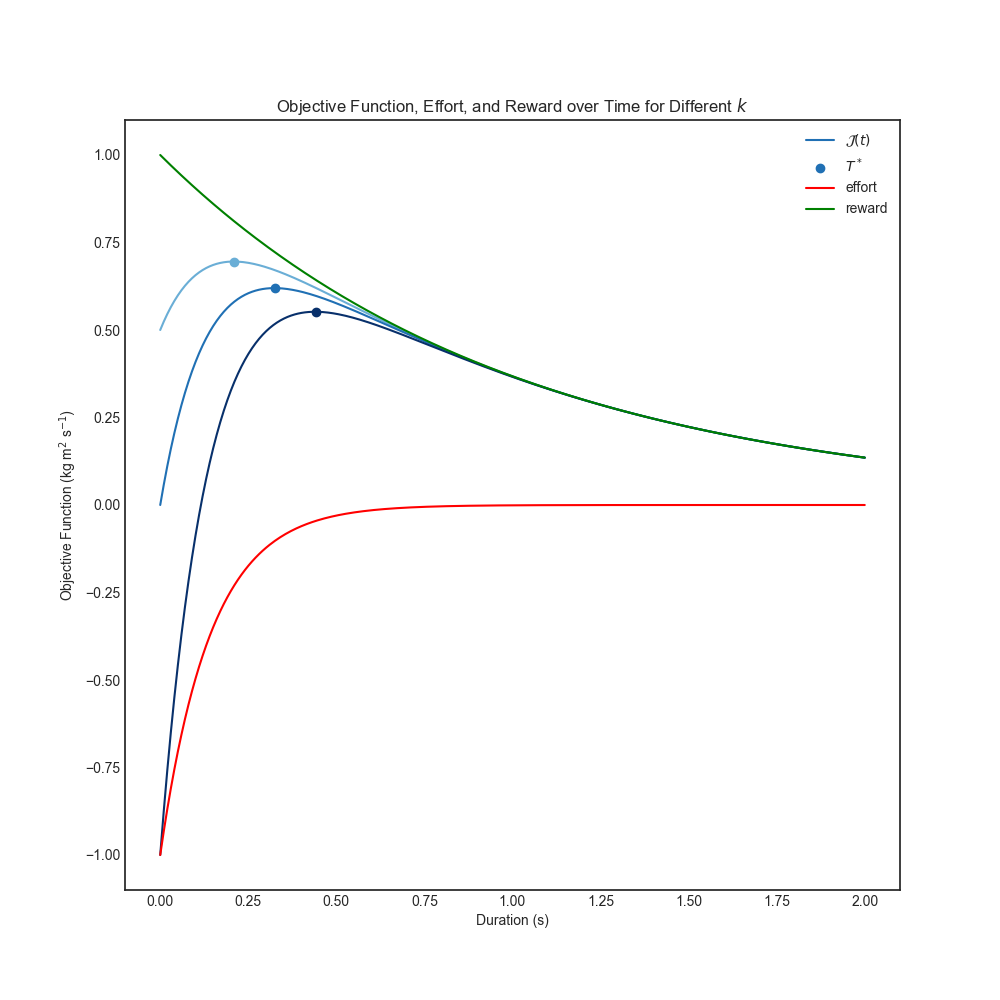 Objective Function, Effort, and Reward over Time for Different k
𝒥(t)
T*
effort
reward
1.00
0.75
0.50
0.25
0.00
−0.25
−0.50
−0.75
−1.00
Objective Function (kg m² s⁻¹)
0.00 0.25 0.50 0.75 1.00 1.25 1.50 1.75 2.00
Duration (s)